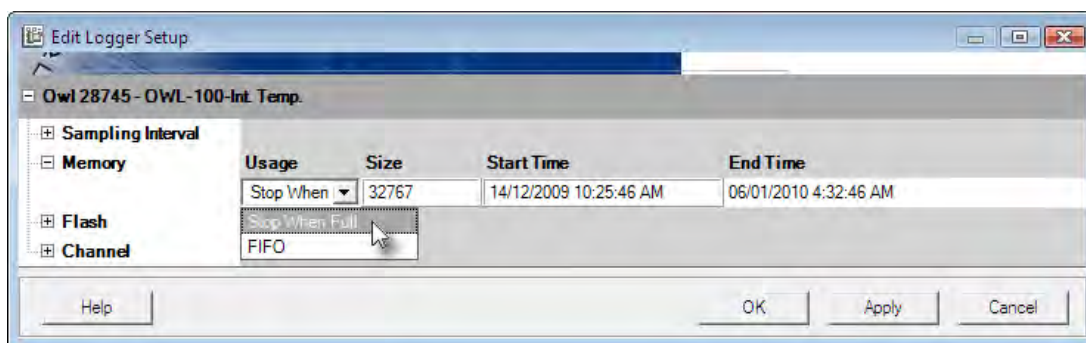 Edit Logger Setup
Owl 28745 - OWL-100-Int. Temp.
Sampling Interval
Memory Usage Size Start Time End Time
Stop When 32767 14/12/2009 10:25:46 AM 06/01/2010 4:32:46 AM
Flash Stop When Full
FIFO
Channel
Help OK Apply Cancel